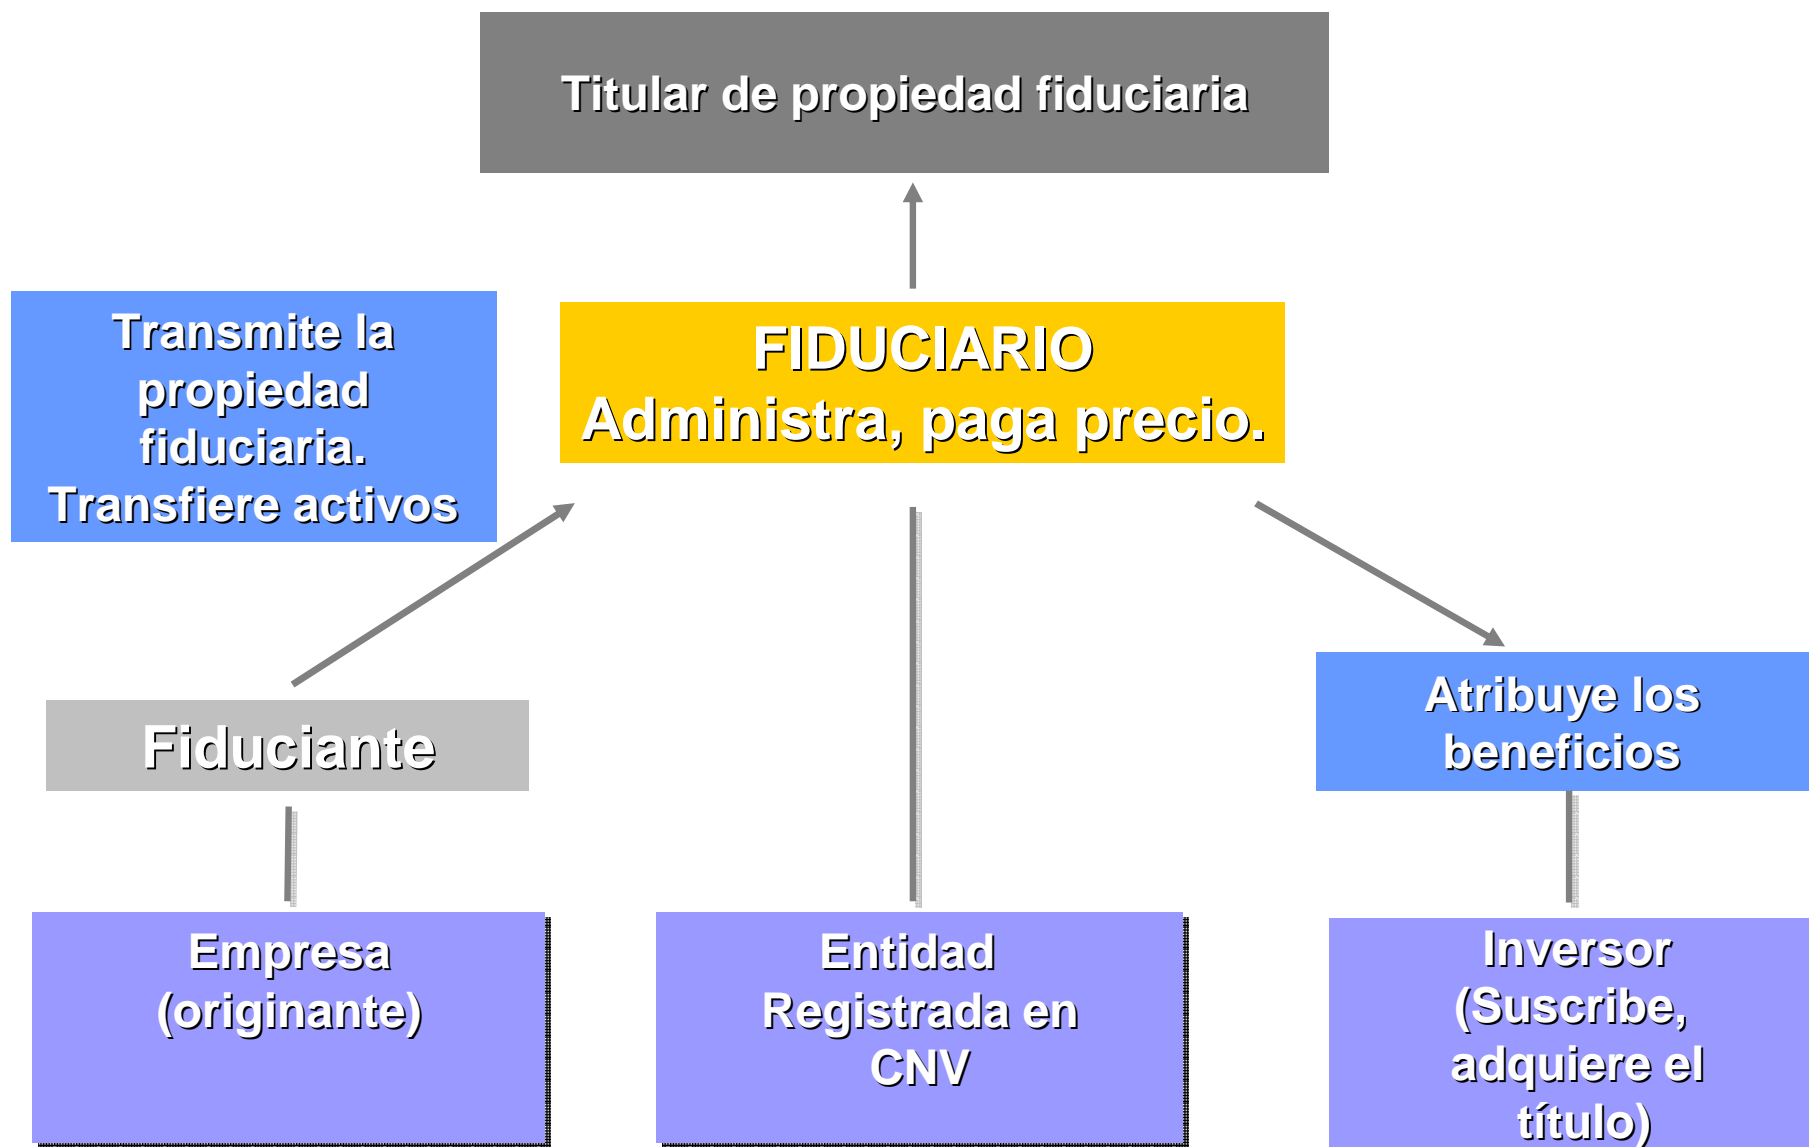 Titular de propiedad fiduciaria
Transmite la
propiedad
fiduciaria.
Transfiere activos
FIDUCIARIO
Administra, paga precio.
Fiduciante
Atribuye los
beneficios
Empresa
(originante)
Entidad
Registrada en
CNV
Inversor
(Suscribe,
adquiere el
título)